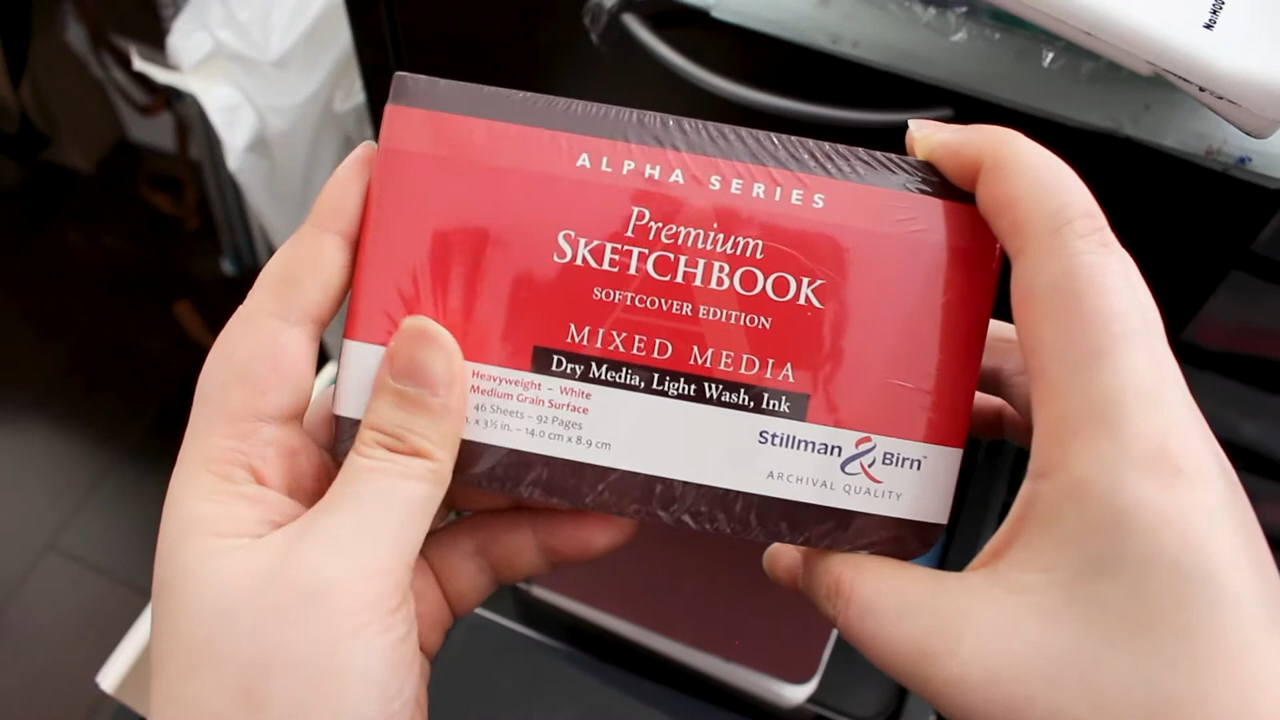 ALPHA SERIES
Premium
SKETCHBOOK
SOFTCOVER EDITION
MIXED MEDIA
Dry Media, Light Wash, Ink
Heavyweight – White
Medium Grain Surface
46 Sheets – 92 Pages
. x 3½ in. – 14.0 cm x 8.9 cm
Stillman & Birn™
ARCHIVAL QUALITY